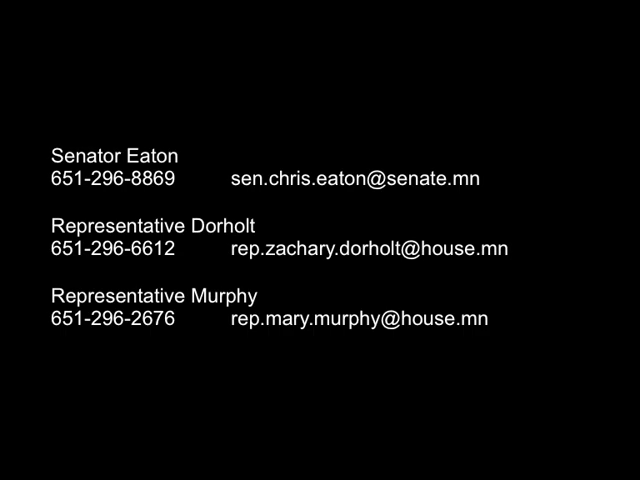 Senator Eaton
651-296-8869 sen.chris.eaton@senate.mn
Representative Dorholt
651-296-6612 rep.zachary.dorholt@house.mn
Representative Murphy
651-296-2676 rep.mary.murphy@house.mn